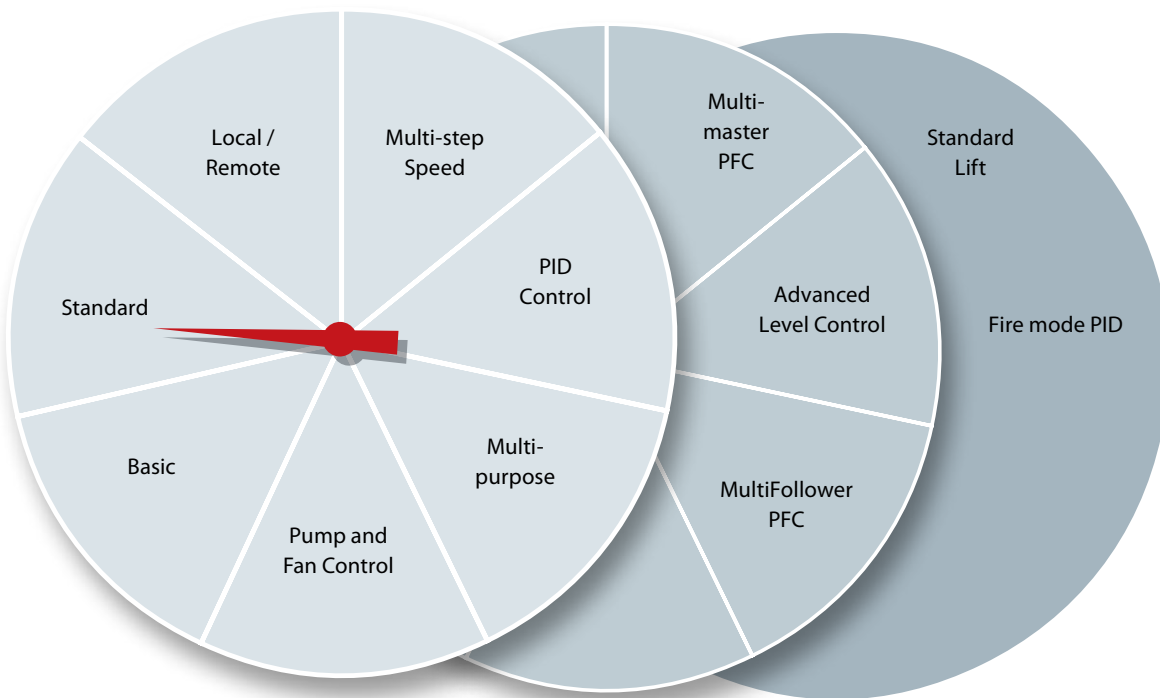 Local /
Remote
Multi-step
Speed
PID
Control
Multi-
purpose
Pump and
Fan Control
Basic
Standard
Multi-
master
PFC
Advanced
Level Control
MultiFollower
PFC
Standard
Lift
Fire mode PID